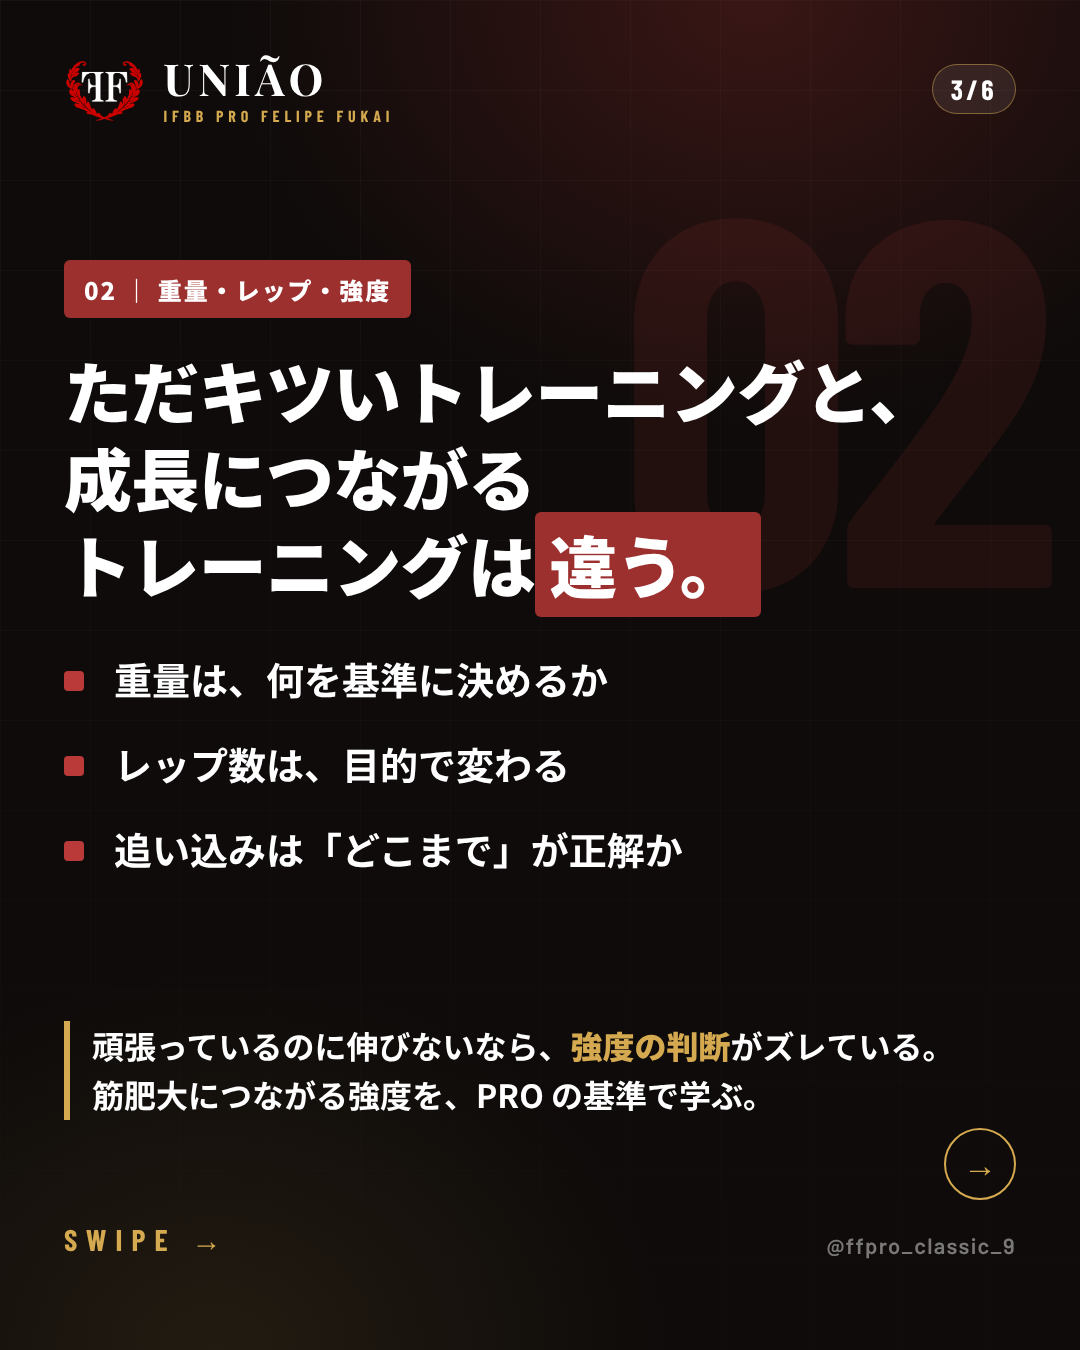 UNIÃO
IFBB PRO FELIPE FUKAI
3/6
02
02 | 重量・レップ・強度
ただキツいトレーニングと、
成長につながる
トレーニングは違う。
重量は、何を基準に決めるか
レップ数は、目的で変わる
追い込みは「どこまで」が正解か
頑張っているのに伸びないなら、強度の判断がズレている。
筋肥大につながる強度を、PRO の基準で学ぶ。
→
SWIPE →
@ffpro_classic_9